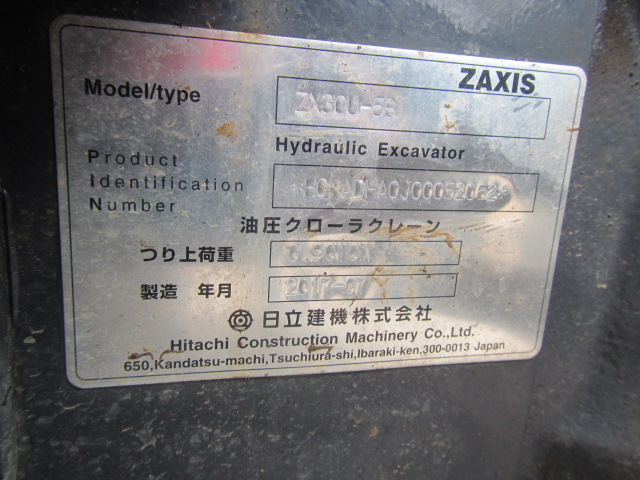 ZAXIS
Model/type ZX30U-5B
Hydraulic Excavator
Product
Identification
Number
油圧クローラクレーン
つり上荷重
製造 年月 2017-07
日立建機株式会社
Hitachi Construction Machinery Co.,Ltd.
650,Kandatsu-machi,Tsuchiura-shi,Ibaraki-ken,300-0013 Japan